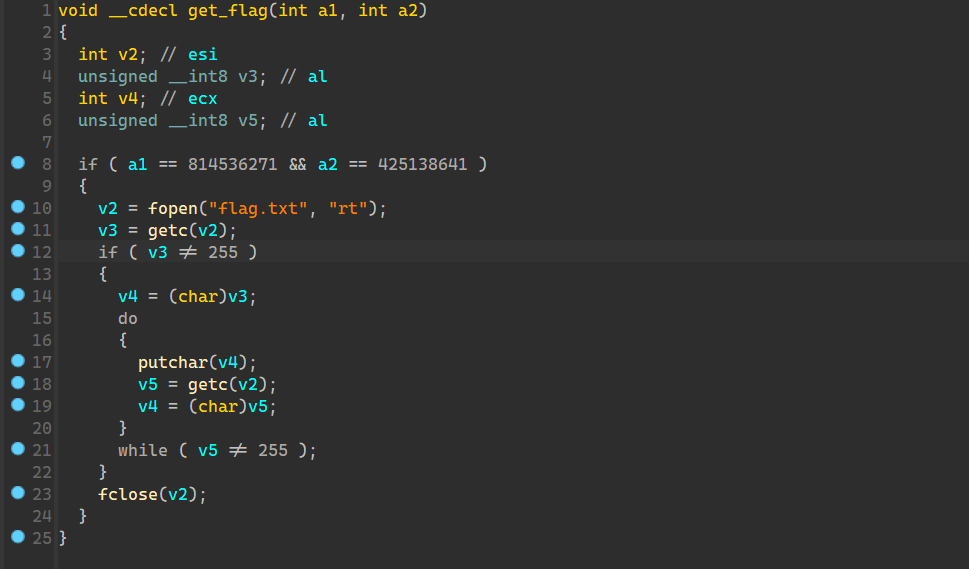 1 void __cdecl get_flag(int a1, int a2)
2 {
3   int v2; // esi
4   unsigned __int8 v3; // al
5   int v4; // ecx
6   unsigned __int8 v5; // al
7
8   if ( a1 == 814536271 && a2 == 425138641 )
9   {
10     v2 = fopen("flag.txt", "rt");
11     v3 = getc(v2);
12     if ( v3 != 255 )
13     {
14       v4 = (char)v3;
15       do
16       {
17         putchar(v4);
18         v5 = getc(v2);
19         v4 = (char)v5;
20       }
21       while ( v5 != 255 );
22     }
23     fclose(v2);
24   }
25 }